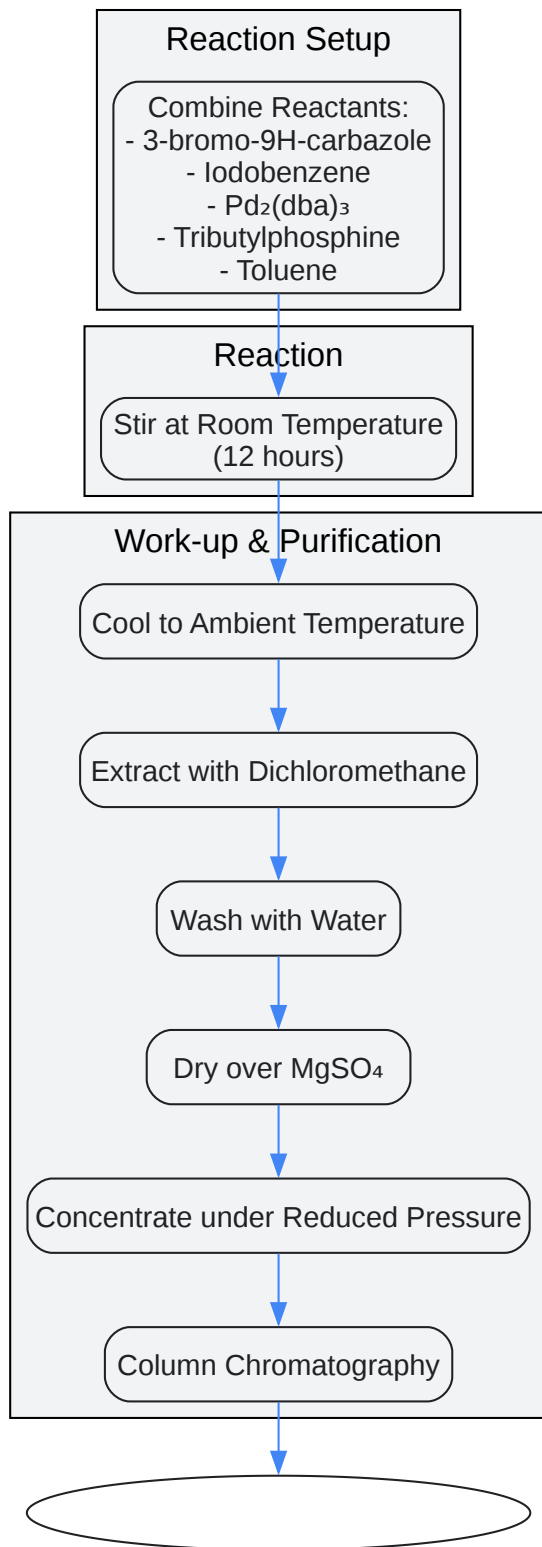 Reaction Setup
Combine Reactants:
- 3-bromo-9H-carbazole
- Iodobenzene
- Pd₂(dba)₃
- Tributylphosphine
- Toluene
Reaction
Stir at Room Temperature
(12 hours)
Work-up & Purification
Cool to Ambient Temperature
Extract with Dichloromethane
Wash with Water
Dry over MgSO₄
Concentrate under Reduced Pressure
Column Chromatography